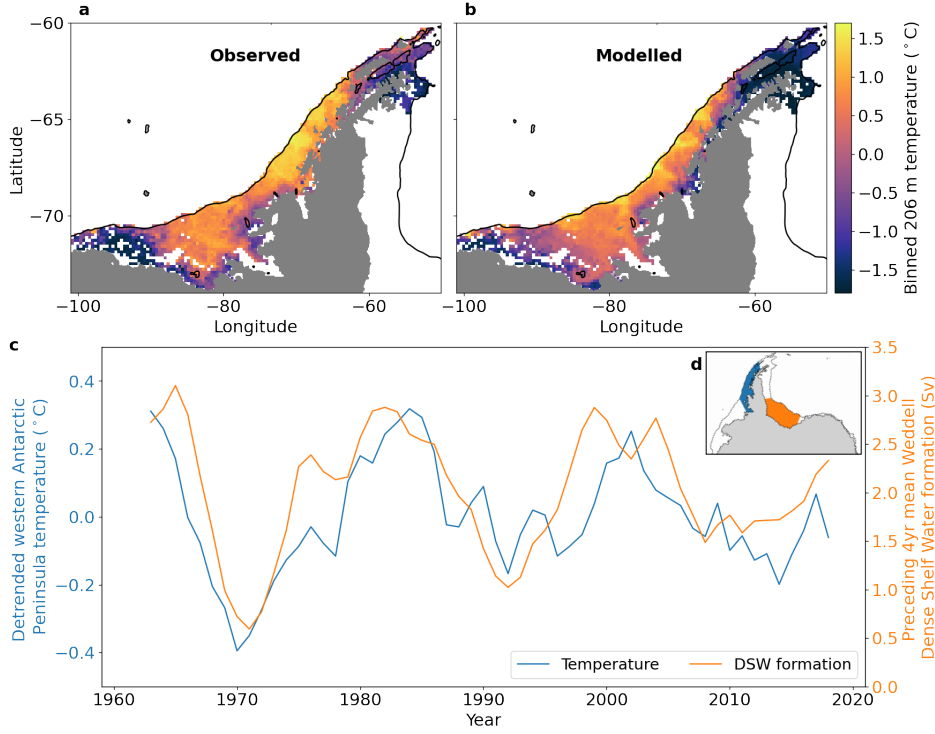 a
b
Observed
Modelled
−60
−65
−70
Latitude
−100
−80
−60
Longitude
−100
−80
−60
Longitude
1.5
1.0
0.5
0.0
−0.5
−1.0
−1.5
Binned 206 m temperature (°C)
c
d
0.4
0.2
0.0
−0.2
−0.4
Detrended western Antarctic
Peninsula temperature (°C)
3.5
3.0
2.5
2.0
1.5
1.0
0.5
0.0
Preceding 4yr mean Weddell
Dense Shelf Water formation (Sv)
Temperature
DSW formation
1960
1970
1980
1990
2000
2010
2020
Year